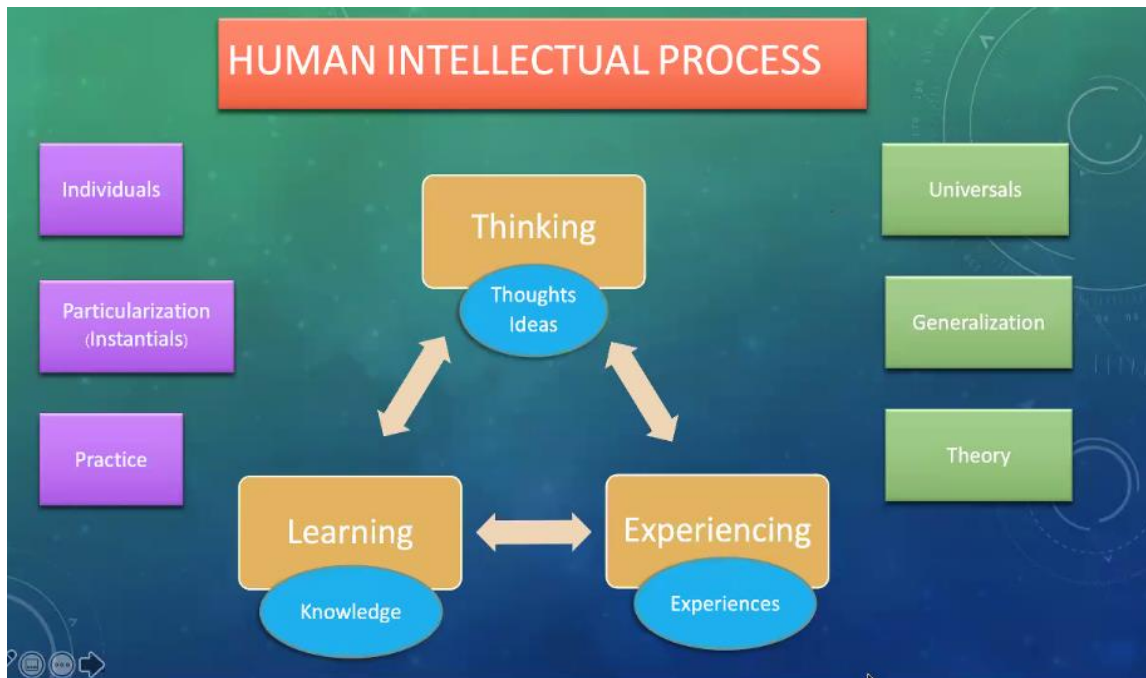 HUMAN INTELLECTUAL PROCESS
Individuals
Particularization
(Instantials)
Practice
Thinking
Thoughts
Ideas
Learning
Knowledge
Experiencing
Experiences
Universals
Generalization
Theory